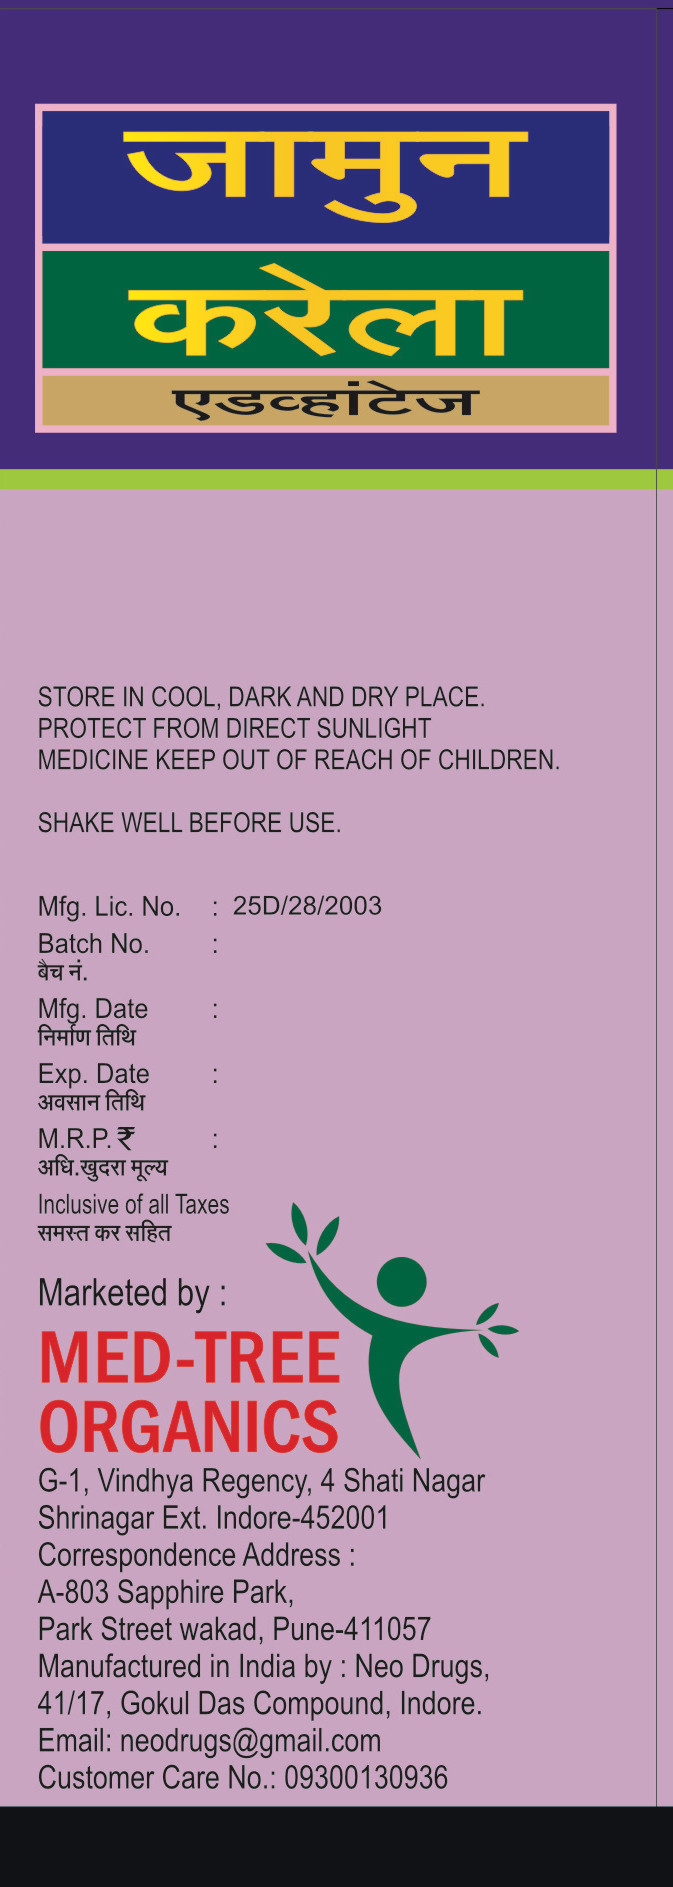 जामुन
करेला
एडव्हांटेज
STORE IN COOL, DARK AND DRY PLACE.
PROTECT FROM DIRECT SUNLIGHT
MEDICINE KEEP OUT OF REACH OF CHILDREN.
SHAKE WELL BEFORE USE.
Mfg. Lic. No. : 25D/28/2003
Batch No. :
बैच नं.
Mfg. Date :
निर्माण तिथि
Exp. Date :
अवसान तिथि
M.R.P. ₹ :
अधि.खुदरा मूल्य
Inclusive of all Taxes
समस्त कर सहित
Marketed by :
MED-TREE
ORGANICS
G-1, Vindhya Regency, 4 Shati Nagar
Shrinagar Ext. Indore-452001
Correspondence Address :
A-803 Sapphire Park,
Park Street wakad, Pune-411057
Manufactured in India by : Neo Drugs,
41/17, Gokul Das Compound, Indore.
Email: neodrugs@gmail.com
Customer Care No.: 09300130936